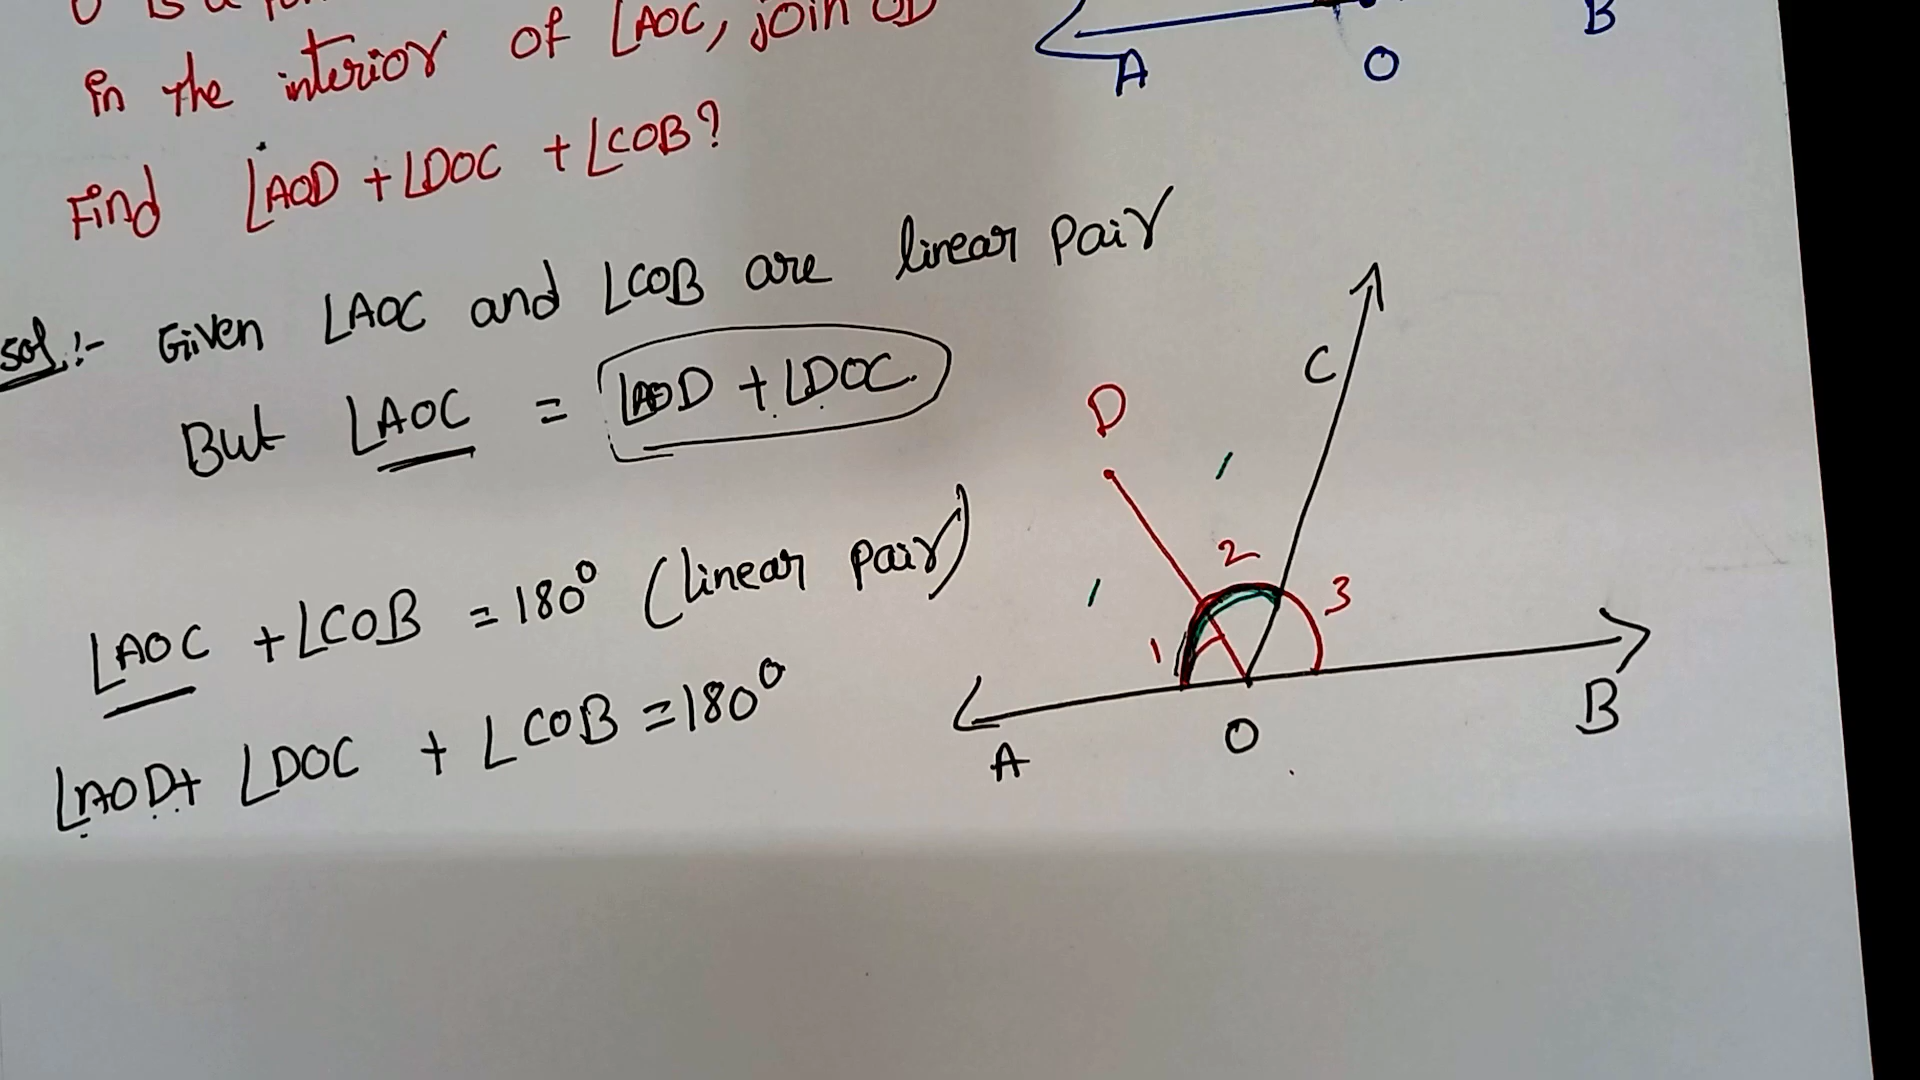 is a
in the interior of ∠AOC, join OD
Find ∠AOD + ∠DOC + ∠COB?
Sol:- Given ∠AOC and ∠COB are linear pair
But ∠AOC = ∠AOD + ∠DOC.
∠AOC + ∠COB = 180° (linear pair)
∠AOD + ∠DOC + ∠COB = 180°
A O B
D C
1 2 3
A O B